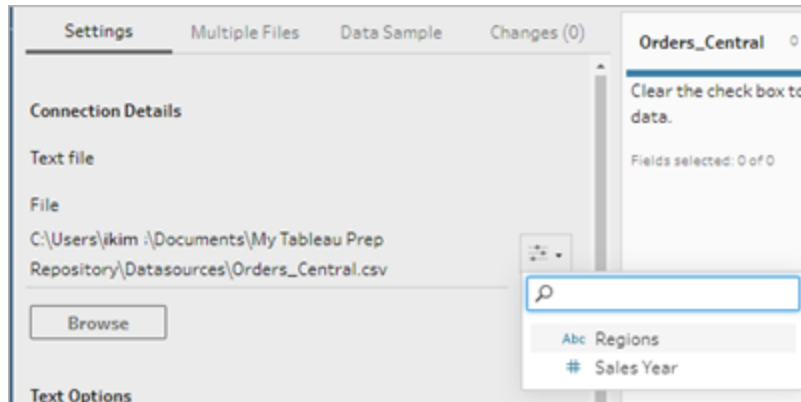 Settings Multiple Files Data Sample Changes (0)
Orders_Central 0
Clear the check box to
data.
Fields selected: 0 of 0
Connection Details
Text file
File
C:\Users\ikim :\Documents\My Tableau Prep
Repository\Datasources\Orders_Central.csv
Browse
Abc Regions
# Sales Year
Text Options